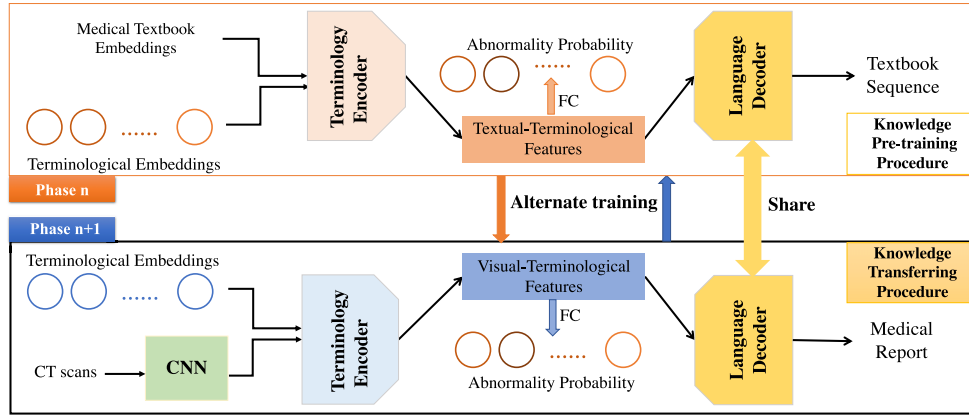 Medical Textbook
Embeddings
Terminological Embeddings
Terminology
Encoder
Abnormality Probability
......
......
FC
Textual-Terminological
Features
Language
Decoder
Textbook
Sequence
Knowledge
Pre-training
Procedure
Phase n
Alternate training
Share
Phase n+1
Terminological Embeddings
......
CT scans
CNN
Terminology
Encoder
Visual-Terminological
Features
FC
......
Abnormality Probability
Language
Decoder
Knowledge
Transferring
Procedure
Medical
Report